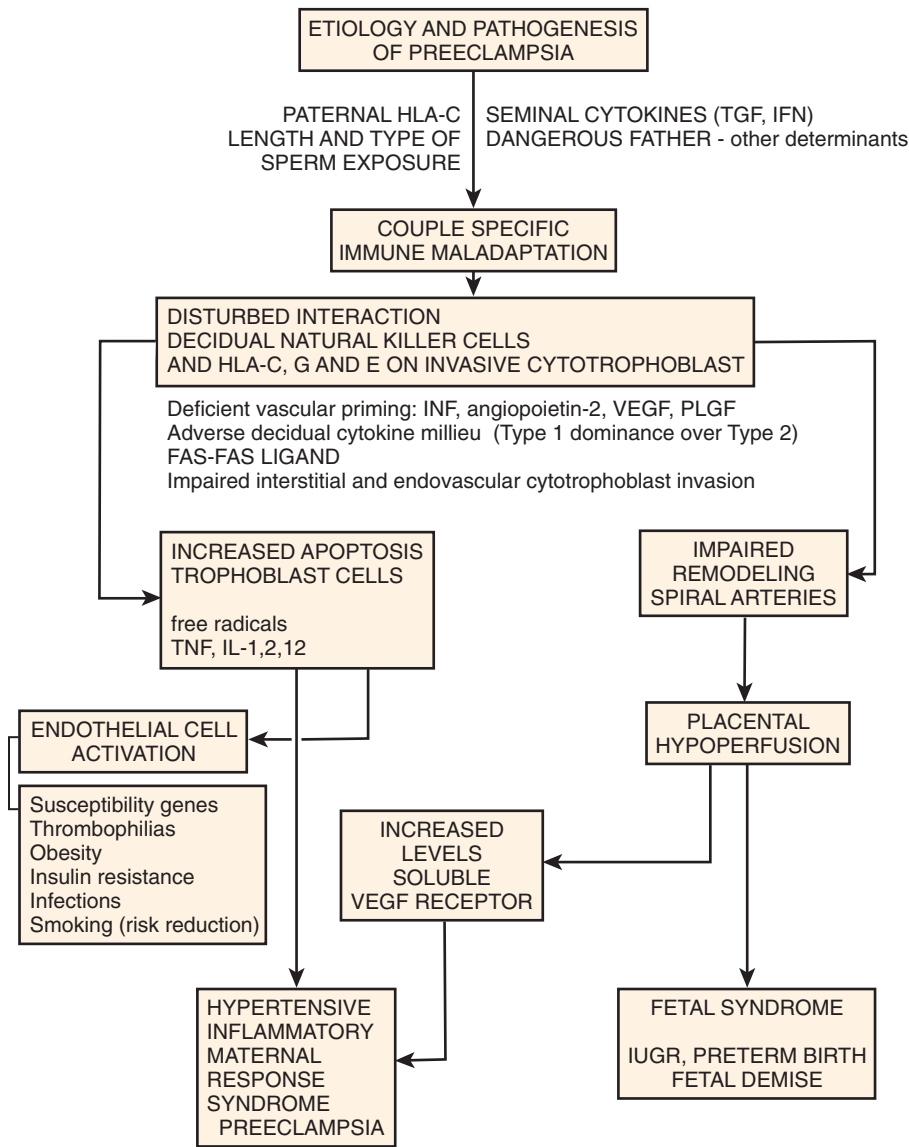 ETIOLOGY AND PATHOGENESIS
OF PREECLAMPSIA
PATERNAL HLA-C
LENGTH AND TYPE OF
SPERM EXPOSURE
SEMINAL CYTOKINES (TGF, IFN)
DANGEROUS FATHER - other determinants
COUPLE SPECIFIC
IMMUNE MALADAPTATION
DISTURBED INTERACTION
DECIDUAL NATURAL KILLER CELLS
AND HLA-C, G AND E ON INVASIVE CYTOTROPHOBLAST
Deficient vascular priming: INF, angiopoietin-2, VEGF, PLGF
Adverse decidual cytokine millieu (Type 1 dominance over Type 2)
FAS-FAS LIGAND
Impaired interstitial and endovascular cytotrophoblast invasion
INCREASED APOPTOSIS
TROPHOBLAST CELLS
free radicals
TNF, IL-1,2,12
IMPAIRED
REMODELING
SPIRAL ARTERIES
ENDOTHELIAL CELL
ACTIVATION
PLACENTAL
HYPOPERFUSION
Susceptibility genes
Thrombophilias
Obesity
Insulin resistance
Infections
Smoking (risk reduction)
INCREASED
LEVELS
SOLUBLE
VEGF RECEPTOR
HYPERTENSIVE
INFLAMMATORY
MATERNAL
RESPONSE
SYNDROME
PREECLAMPSIA
FETAL SYNDROME
IUGR, PRETERM BIRTH
FETAL DEMISE